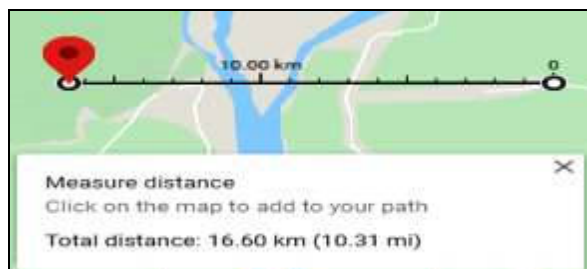 10.00 km 0
Measure distance
Click on the map to add to your path
Total distance: 16.60 km (10.31 mi)